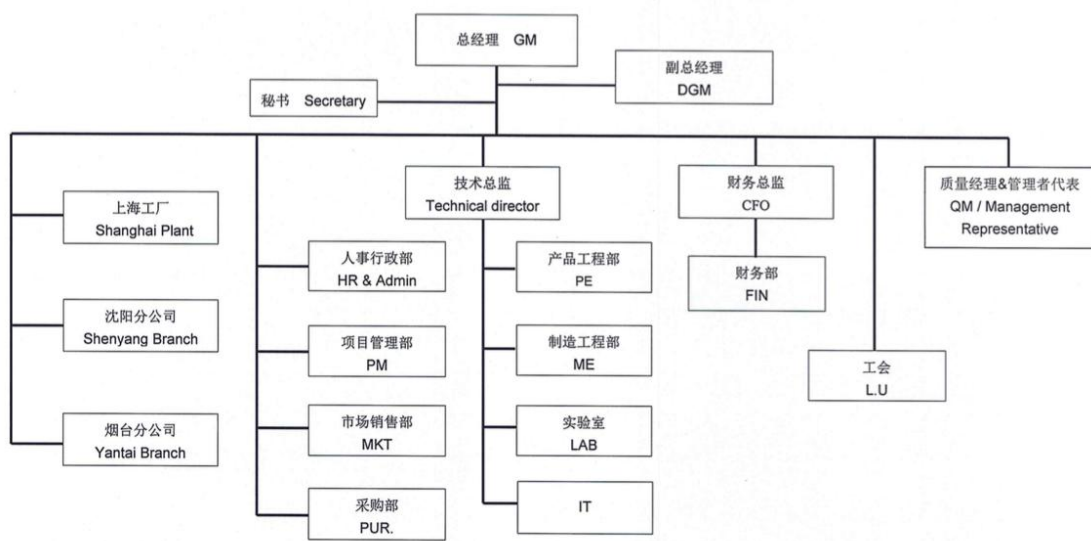 总经理 GM
副总经理
DGM
秘书 Secretary
上海工厂
Shanghai Plant
沈阳分公司
Shenyang Branch
烟台分公司
Yantai Branch
人事行政部
HR & Admin
项目管理部
PM
市场销售部
MKT
采购部
PUR.
技术总监
Technical director
产品工程部
PE
制造工程部
ME
实验室
LAB
IT
财务总监
CFO
财务部
FIN
工会
L.U
质量经理&管理者代表
QM / Management
Representative